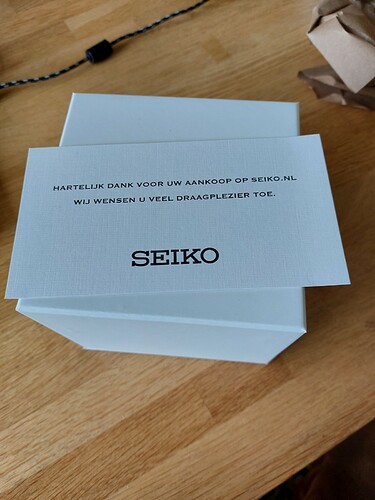 HARTELIJK DANK VOOR UW AANKOOP OP SEIKO.NL
WIJ WENSEN U VEEL DRAAGPLEZIER TOE.
SEIKO